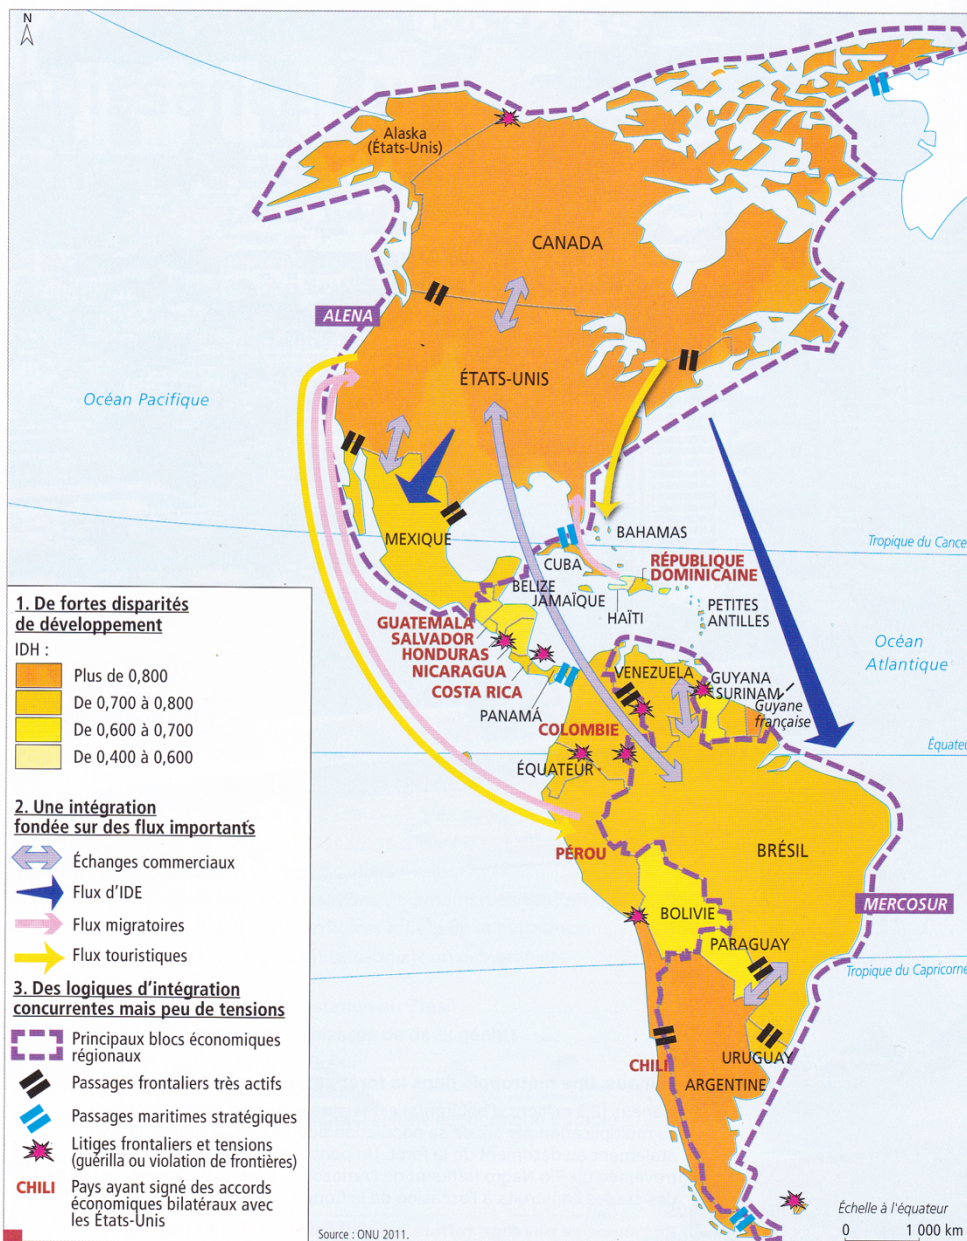 N
Alaska
(États-Unis)
CANADA
ALENA
ÉTATS-UNIS
Océan Pacifique
MEXIQUE
BAHAMAS
Tropique du Cancer
CUBA
RÉPUBLIQUE
DOMINICAINE
BELIZE
JAMAÏQUE
HAÏTI
PETITES
ANTILLES
GUATEMALA
SALVADOR
HONDURAS
NICARAGUA
COSTA RICA
PANAMÁ
Océan
Atlantique
VENEZUELA
GUYANA
SURINAM
Guyane
française
COLOMBIE
Équateur
ÉQUATEUR
PÉROU
BRÉSIL
MERCOSUR
BOLIVIE
PARAGUAY
Tropique du Capricorne
CHILI
URUGUAY
ARGENTINE
1. De fortes disparités
de développement
IDH :
Plus de 0,800
De 0,700 à 0,800
De 0,600 à 0,700
De 0,400 à 0,600
2. Une intégration
fondée sur des flux importants
Échanges commerciaux
Flux d'IDE
Flux migratoires
Flux touristiques
3. Des logiques d'intégration
concurrentes mais peu de tensions
Principaux blocs économiques
régionaux
Passages frontaliers très actifs
Passages maritimes stratégiques
Litiges frontaliers et tensions
(guérilla ou violation de frontières)
CHILI Pays ayant signé des accords
économiques bilatéraux avec
les États-Unis
Source : ONU 2011.
Échelle à l'équateur
0 1 000 km